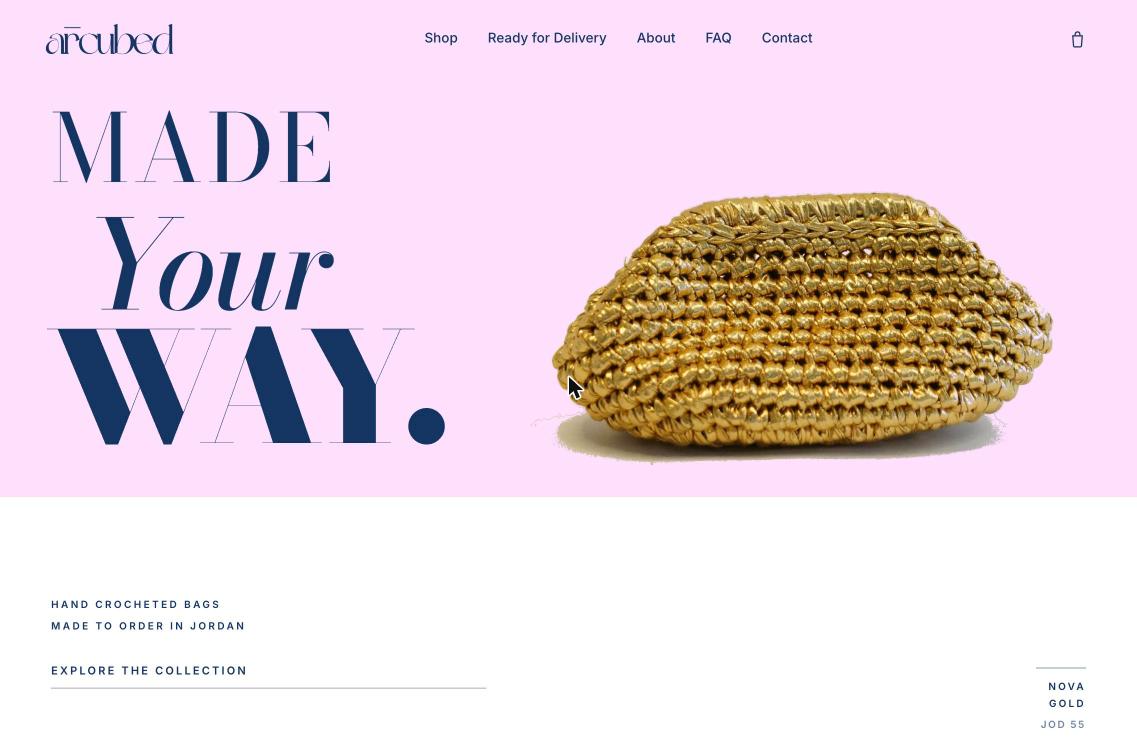 arcubed
Shop
Ready for Delivery
About
FAQ
Contact
MADE
Your
WAY.
HAND CROCHETED BAGS
MADE TO ORDER IN JORDAN
EXPLORE THE COLLECTION
NOVA
GOLD
JOD 55